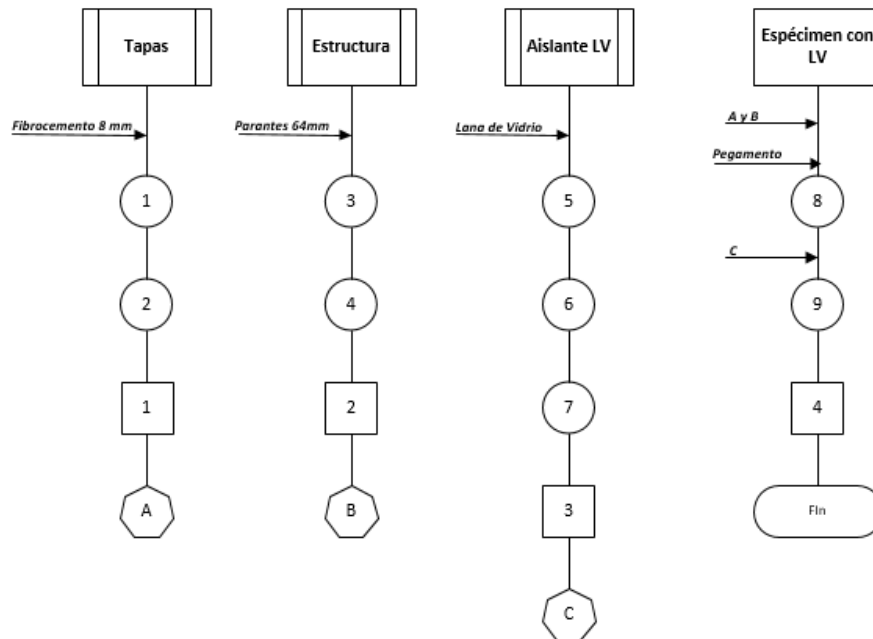 Tapas
Fibrocemento 8 mm
1
2
1
A
Estructura
Parantes 64mm
3
4
2
B
Aislante LV
Lana de Vidrio
5
6
7
3
C
Espécimen con
LV
A y B
Pegamento
8
C
9
4
Fin